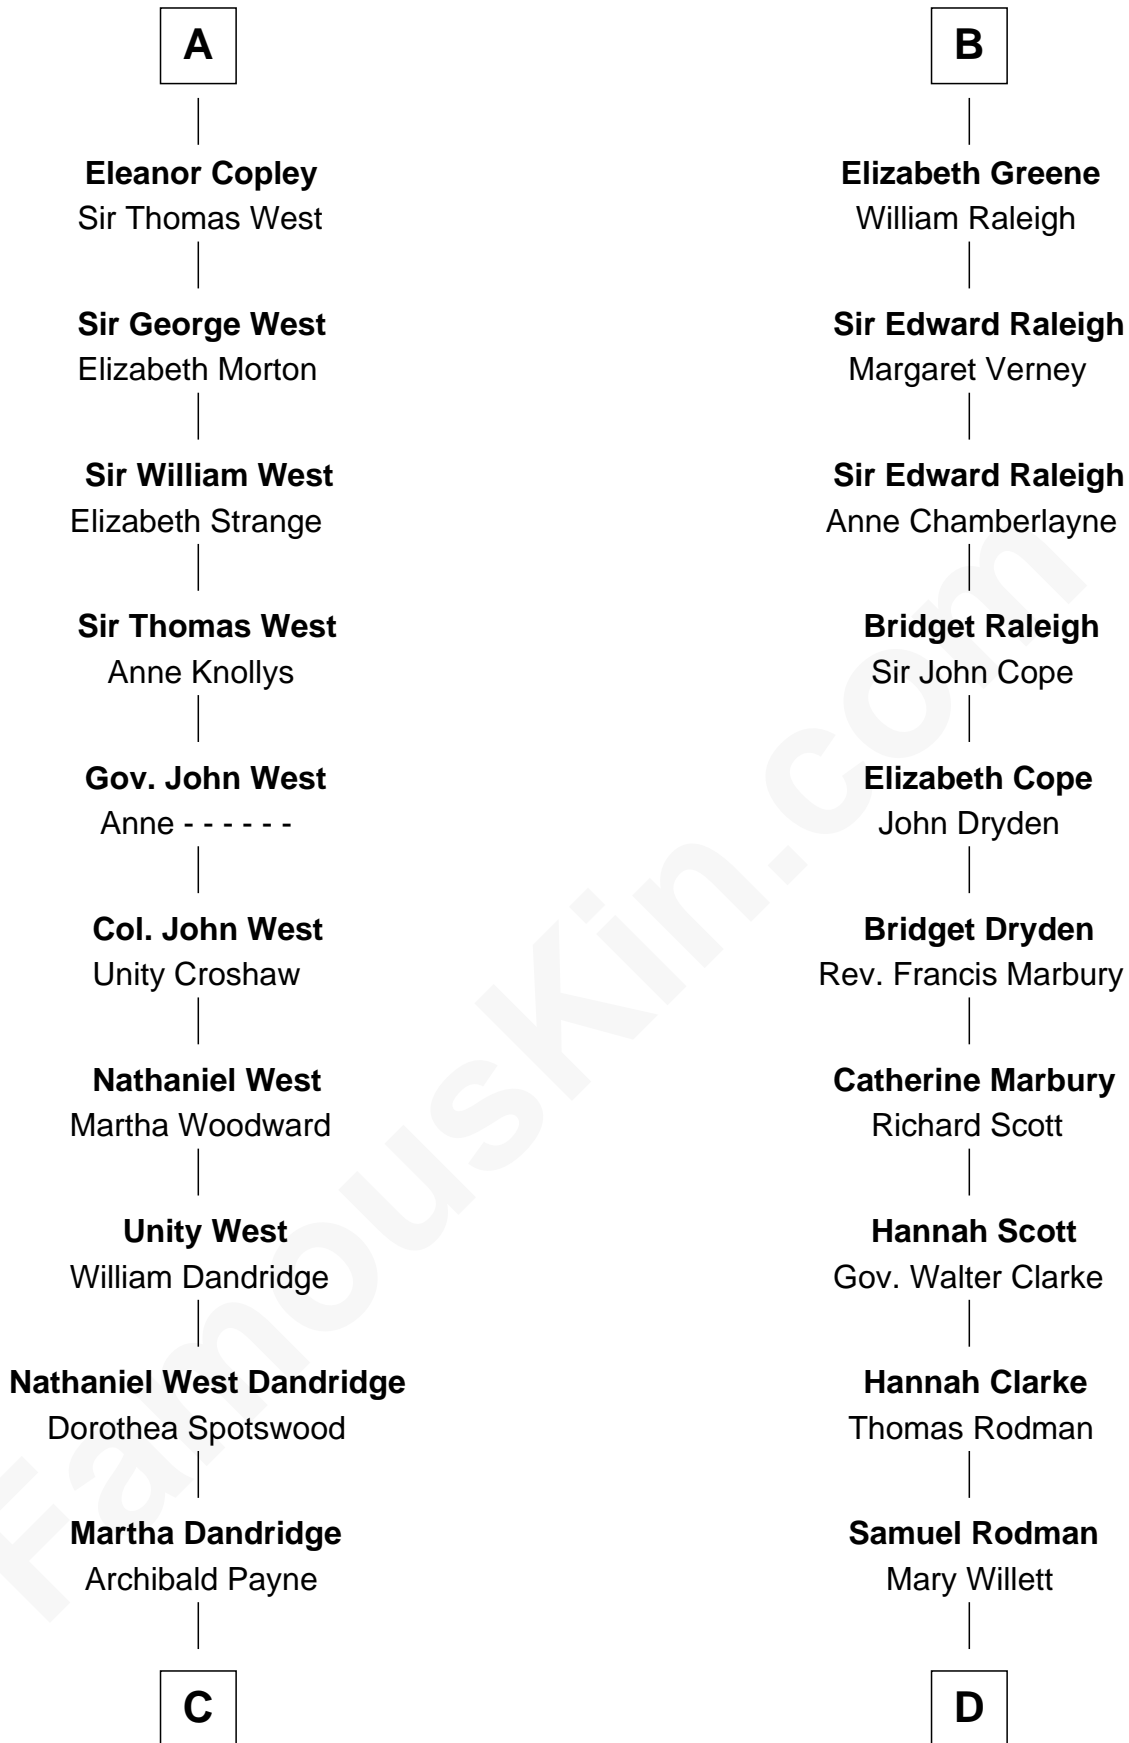 A
Eleanor Copley
Sir Thomas West
Sir George West
Elizabeth Morton
Sir William West
Elizabeth Strange
Sir Thomas West
Anne Knollys
Gov. John West
Anne - - - - - -
Col. John West
Unity Croshaw
Nathaniel West
Martha Woodward
Unity West
William Dandridge
Nathaniel West Dandridge
Dorothea Spotswood
Martha Dandridge
Archibald Payne
C
B
Elizabeth Greene
William Raleigh
Sir Edward Raleigh
Margaret Verney
Sir Edward Raleigh
Anne Chamberlayne
Bridget Raleigh
Sir John Cope
Elizabeth Cope
John Dryden
Bridget Dryden
Rev. Francis Marbury
Catherine Marbury
Richard Scott
Hannah Scott
Gov. Walter Clarke
Hannah Clarke
Thomas Rodman
Samuel Rodman
Mary Willett
D
FamousKin.com